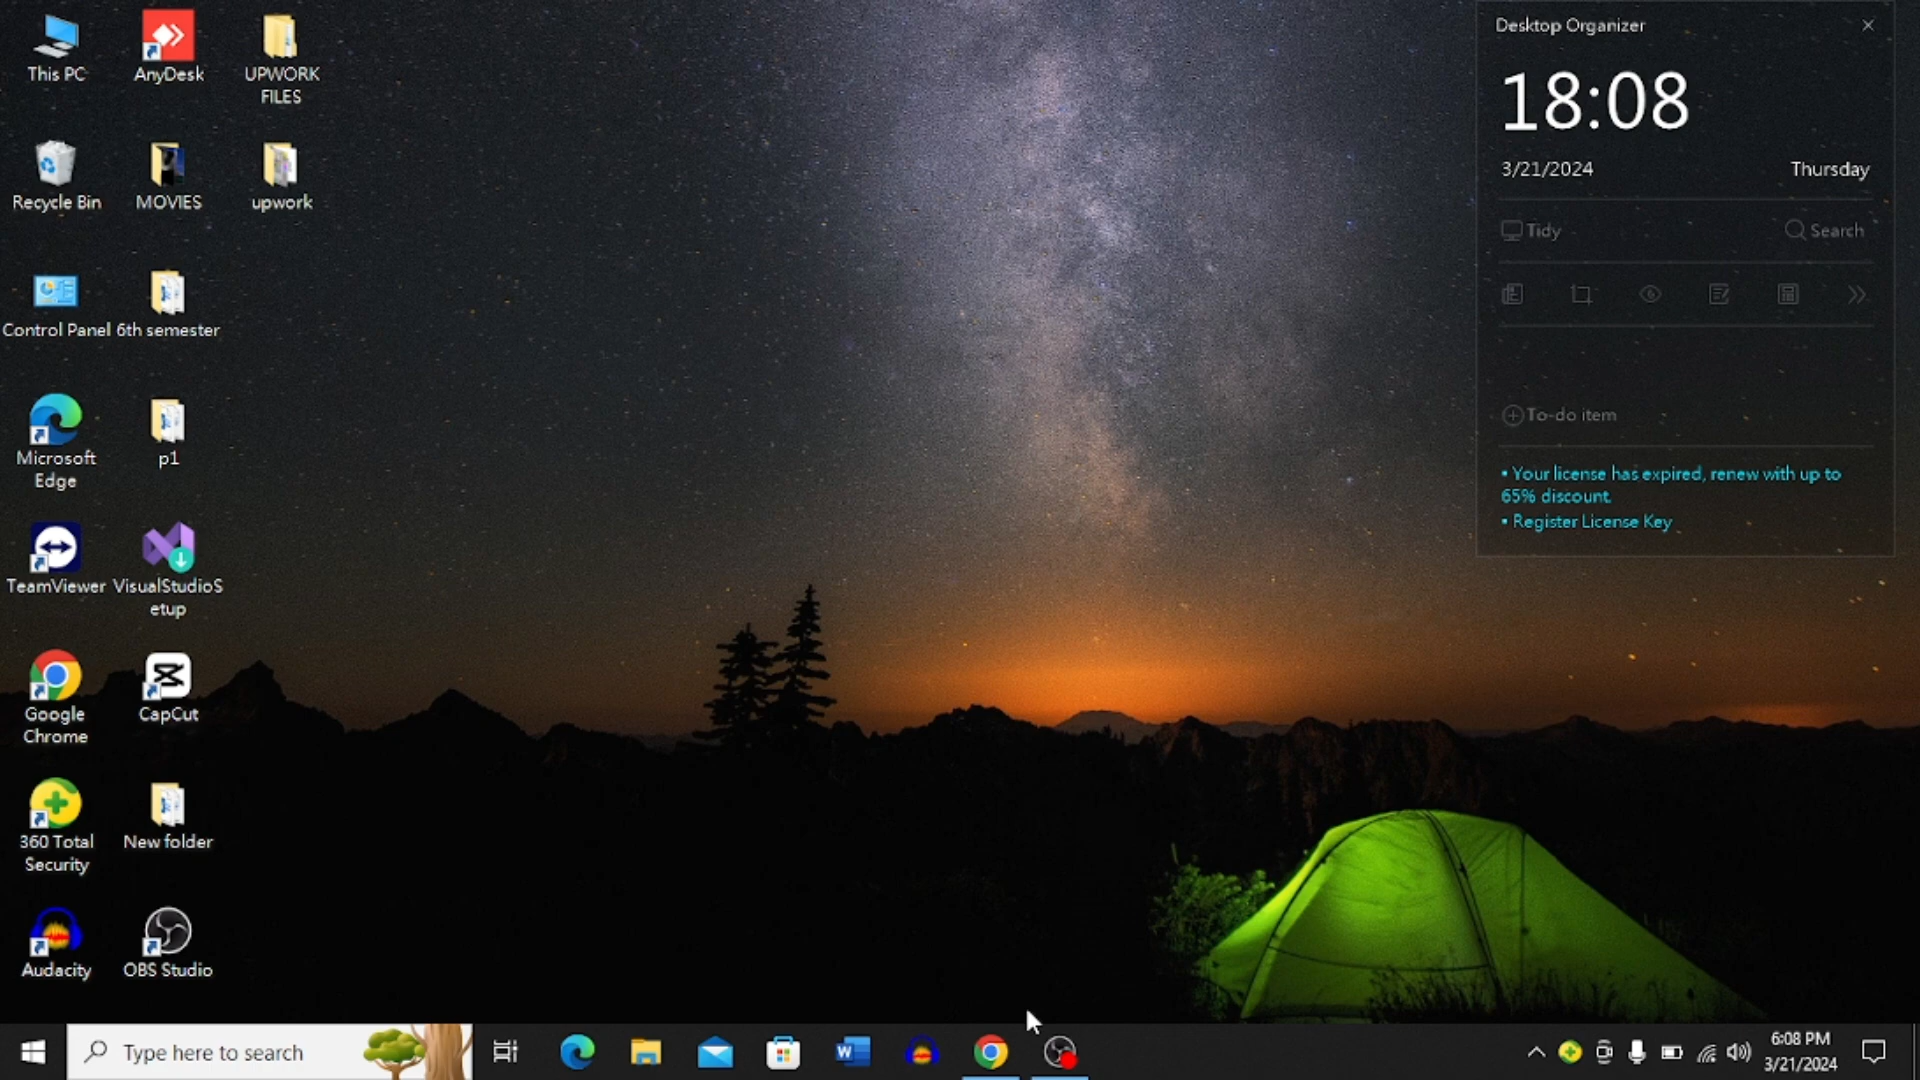 This PC
AnyDesk
UPWORK
FILES
Recycle Bin
MOVIES
upwork
Control Panel
6th semester
Microsoft
Edge
p1
TeamViewer
VisualStudioS
etup
Google
Chrome
CapCut
360 Total
Security
New folder
Audacity
OBS Studio
Desktop Organizer
18:08
3/21/2024
Thursday
Tidy
Search
To-do item
• Your license has expired, renew with up to
65% discount.
• Register License Key
Type here to search
6:08 PM
3/21/2024